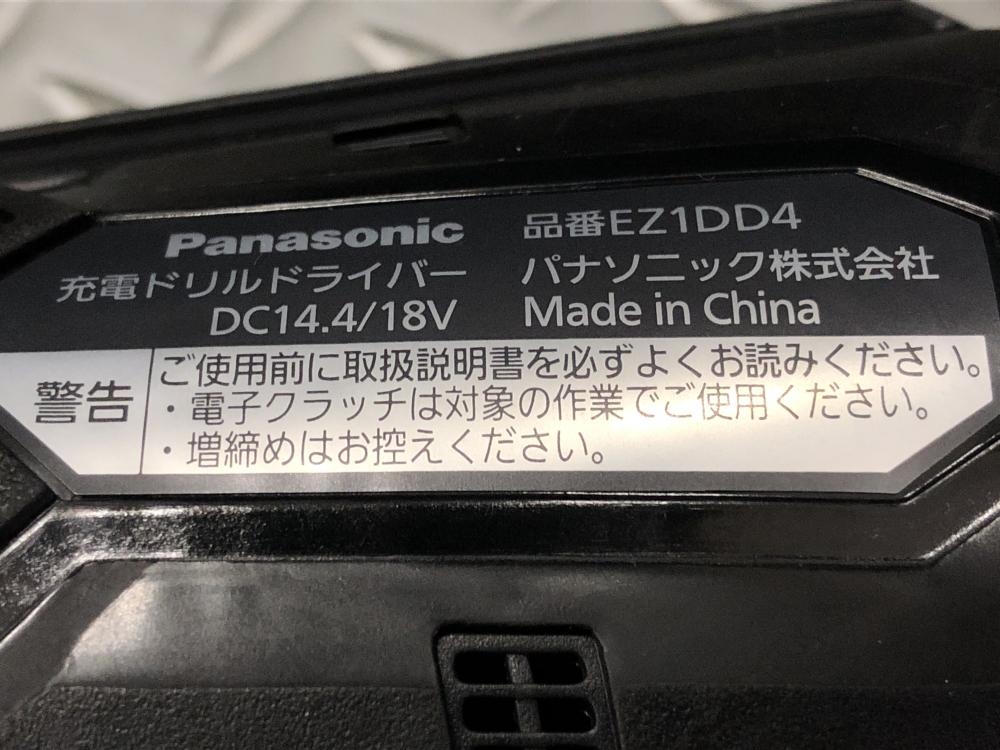 Panasonic
充電ドリルドライバー
DC14.4/18V
品番EZ1DD4
パナソニック株式会社
Made in China
警告
ご使用前に取扱説明書を必ずよくお読みください。
・電子クラッチは対象の作業でご使用ください。
・増締めはお控えください。